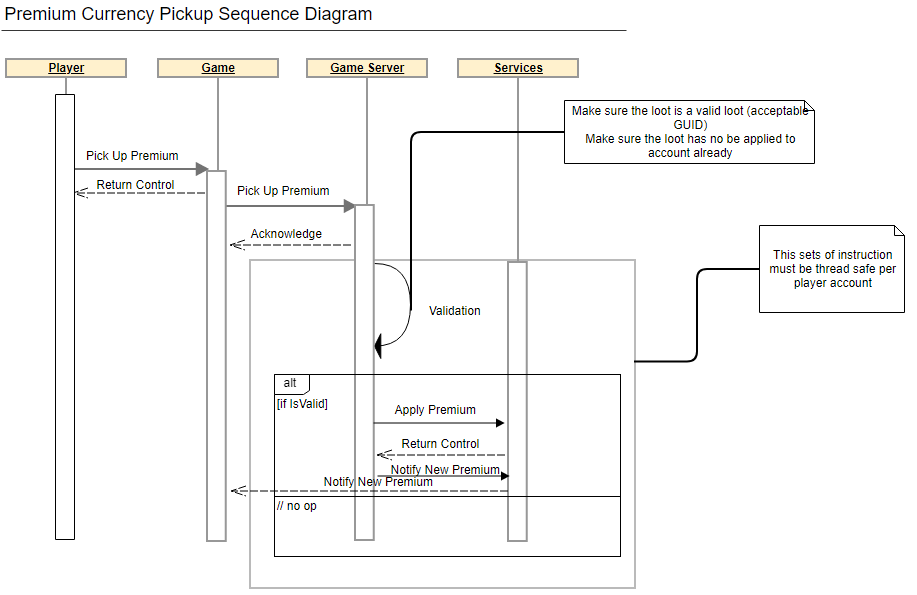 Premium Currency Pickup Sequence Diagram
Player
Game
Game Server
Services
Make sure the loot is a valid loot (acceptable
GUID)
Make sure the loot has no be applied to
account already
Pick Up Premium
Return Control
Pick Up Premium
Acknowledge
This sets of instruction
must be thread safe per
player account
Validation
alt
[if IsValid]
Apply Premium
Return Control
Notify New Premium
Notify New Premium
// no op